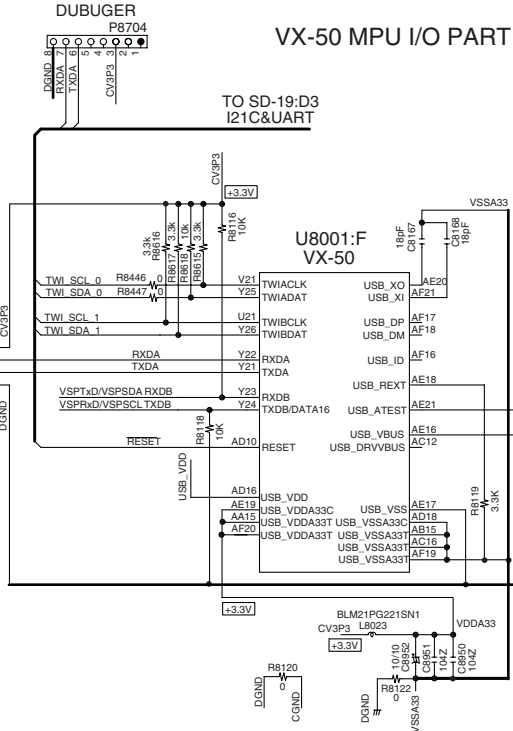 DUBUGER
P8704
VX-50 MPU I/O PART
8 7 6 5 4 3 2 1
DGND
RXDA
TXDA
CV3P3
TO SD-19:D3
I21C&UART
CV3P3
+3.3V
VSSA33
3.3k
R8616
3.3k
R8617
10k
R8618
3.3k
R8615
R8116
10K
U8001:F
VX-50
18pF
C8167
C8168
18pF
TWI_SCL_0 R8446 0 V21 TWIACLK
TWI_SDA_0 R8447 0 Y25 TWIADAT
USB_XO AE20
USB_XI AF21
CV3P3
TWI_SCL_1 U21 TWIBCLK
TWI_SDA_1 Y26 TWIBDAT
USB_DP AF17
USB_DM AF18
RXDA Y22 RXDA
TXDA Y21 TXDA
USB_ID AF16
USB_REXT AE18
VSPTxD/VSPSDA RXDB Y23 RXDB
VSPRxD/VSPSCL TXDB Y24 TXDB/DATA16
USB_ATEST AE21
DGND
R8118
10K
USB_VBUS AE16
USB_DRVVBUS AC12
RESET AD10 RESET
USB_VDD
R8119
3.3K
AD16 USB_VDD
AE19 USB_VDDA33C
AA15 USB_VDDA33T
AF20 USB_VDDA33T
USB_VSS AE17
USB_VSSA33C AD18
USB_VSSA33T AB15
USB_VSSA33T AC16
USB_VSSA33T AF19
+3.3V
BLM21PG221SN1
CV3P3 L8023
VDDA33
+3.3V
10/10
C8952
C8951
104Z
C8950
104Z
R8120
0
DGND
CGND
R8122
0
DGND
VSSA33